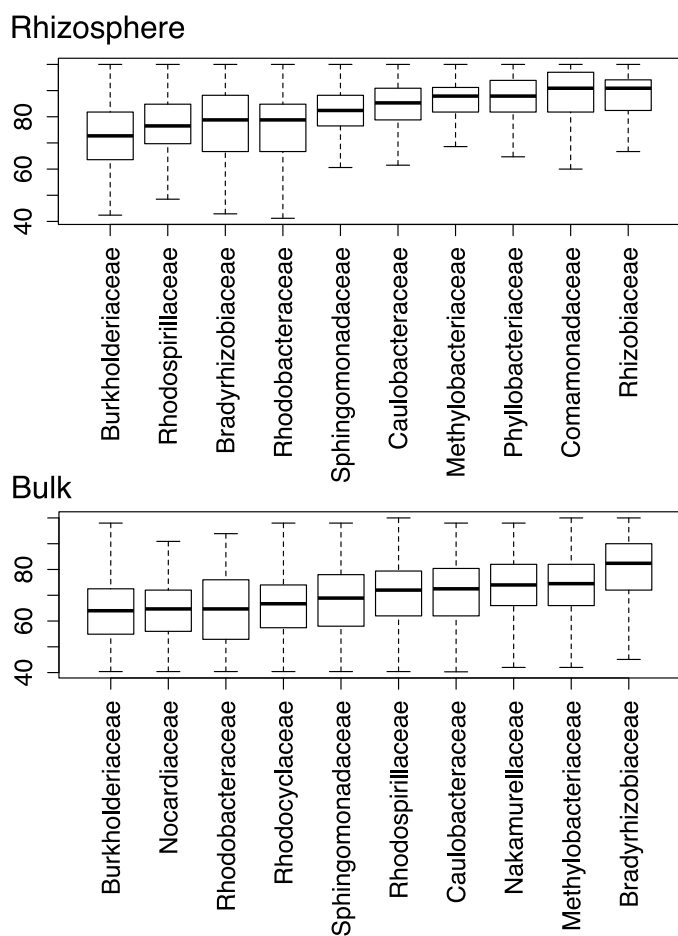 Rhizosphere
80
60
40
Burkholderiaceae
Rhodospirillaceae
Bradyrhizobiaceae
Rhodobacteraceae
Sphingomonadaceae
Caulobacteraceae
Methylobacteriaceae
Phyllobacteriaceae
Comamonadaceae
Rhizobiaceae
Bulk
80
60
40
Burkholderiaceae
Nocardiaceae
Rhodobacteraceae
Rhodocyclaceae
Sphingomonadaceae
Rhodospirillaceae
Caulobacteraceae
Nakamurellaceae
Methylobacteriaceae
Bradyrhizobiaceae